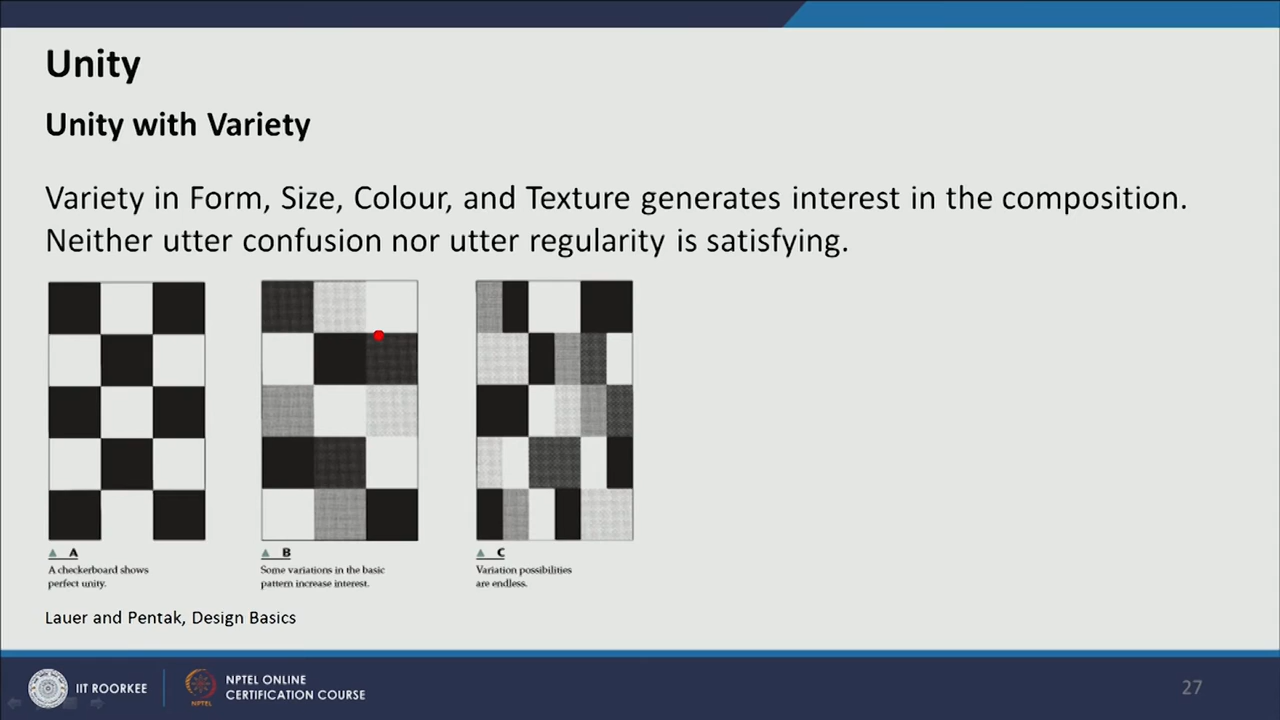 Unity
Unity with Variety
Variety in Form, Size, Colour, and Texture generates interest in the composition.
Neither utter confusion nor utter regularity is satisfying.
A
A checkerboard shows
perfect unity.
B
Some variations in the basic
pattern increase interest.
C
Variation possibilities
are endless.
Lauer and Pentak, Design Basics
IIT ROORKEE
NPTEL
NPTEL ONLINE
CERTIFICATION COURSE
27